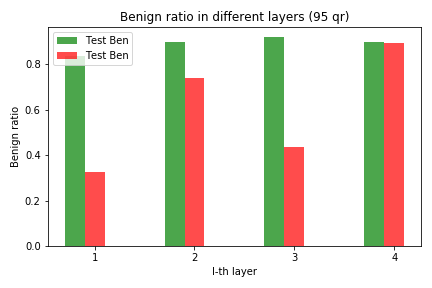 Benign ratio in different layers (95 qr)
Test Ben
Test Ben
Benign ratio
0.8
0.6
0.4
0.2
0.0
1 2 3 4
l-th layer